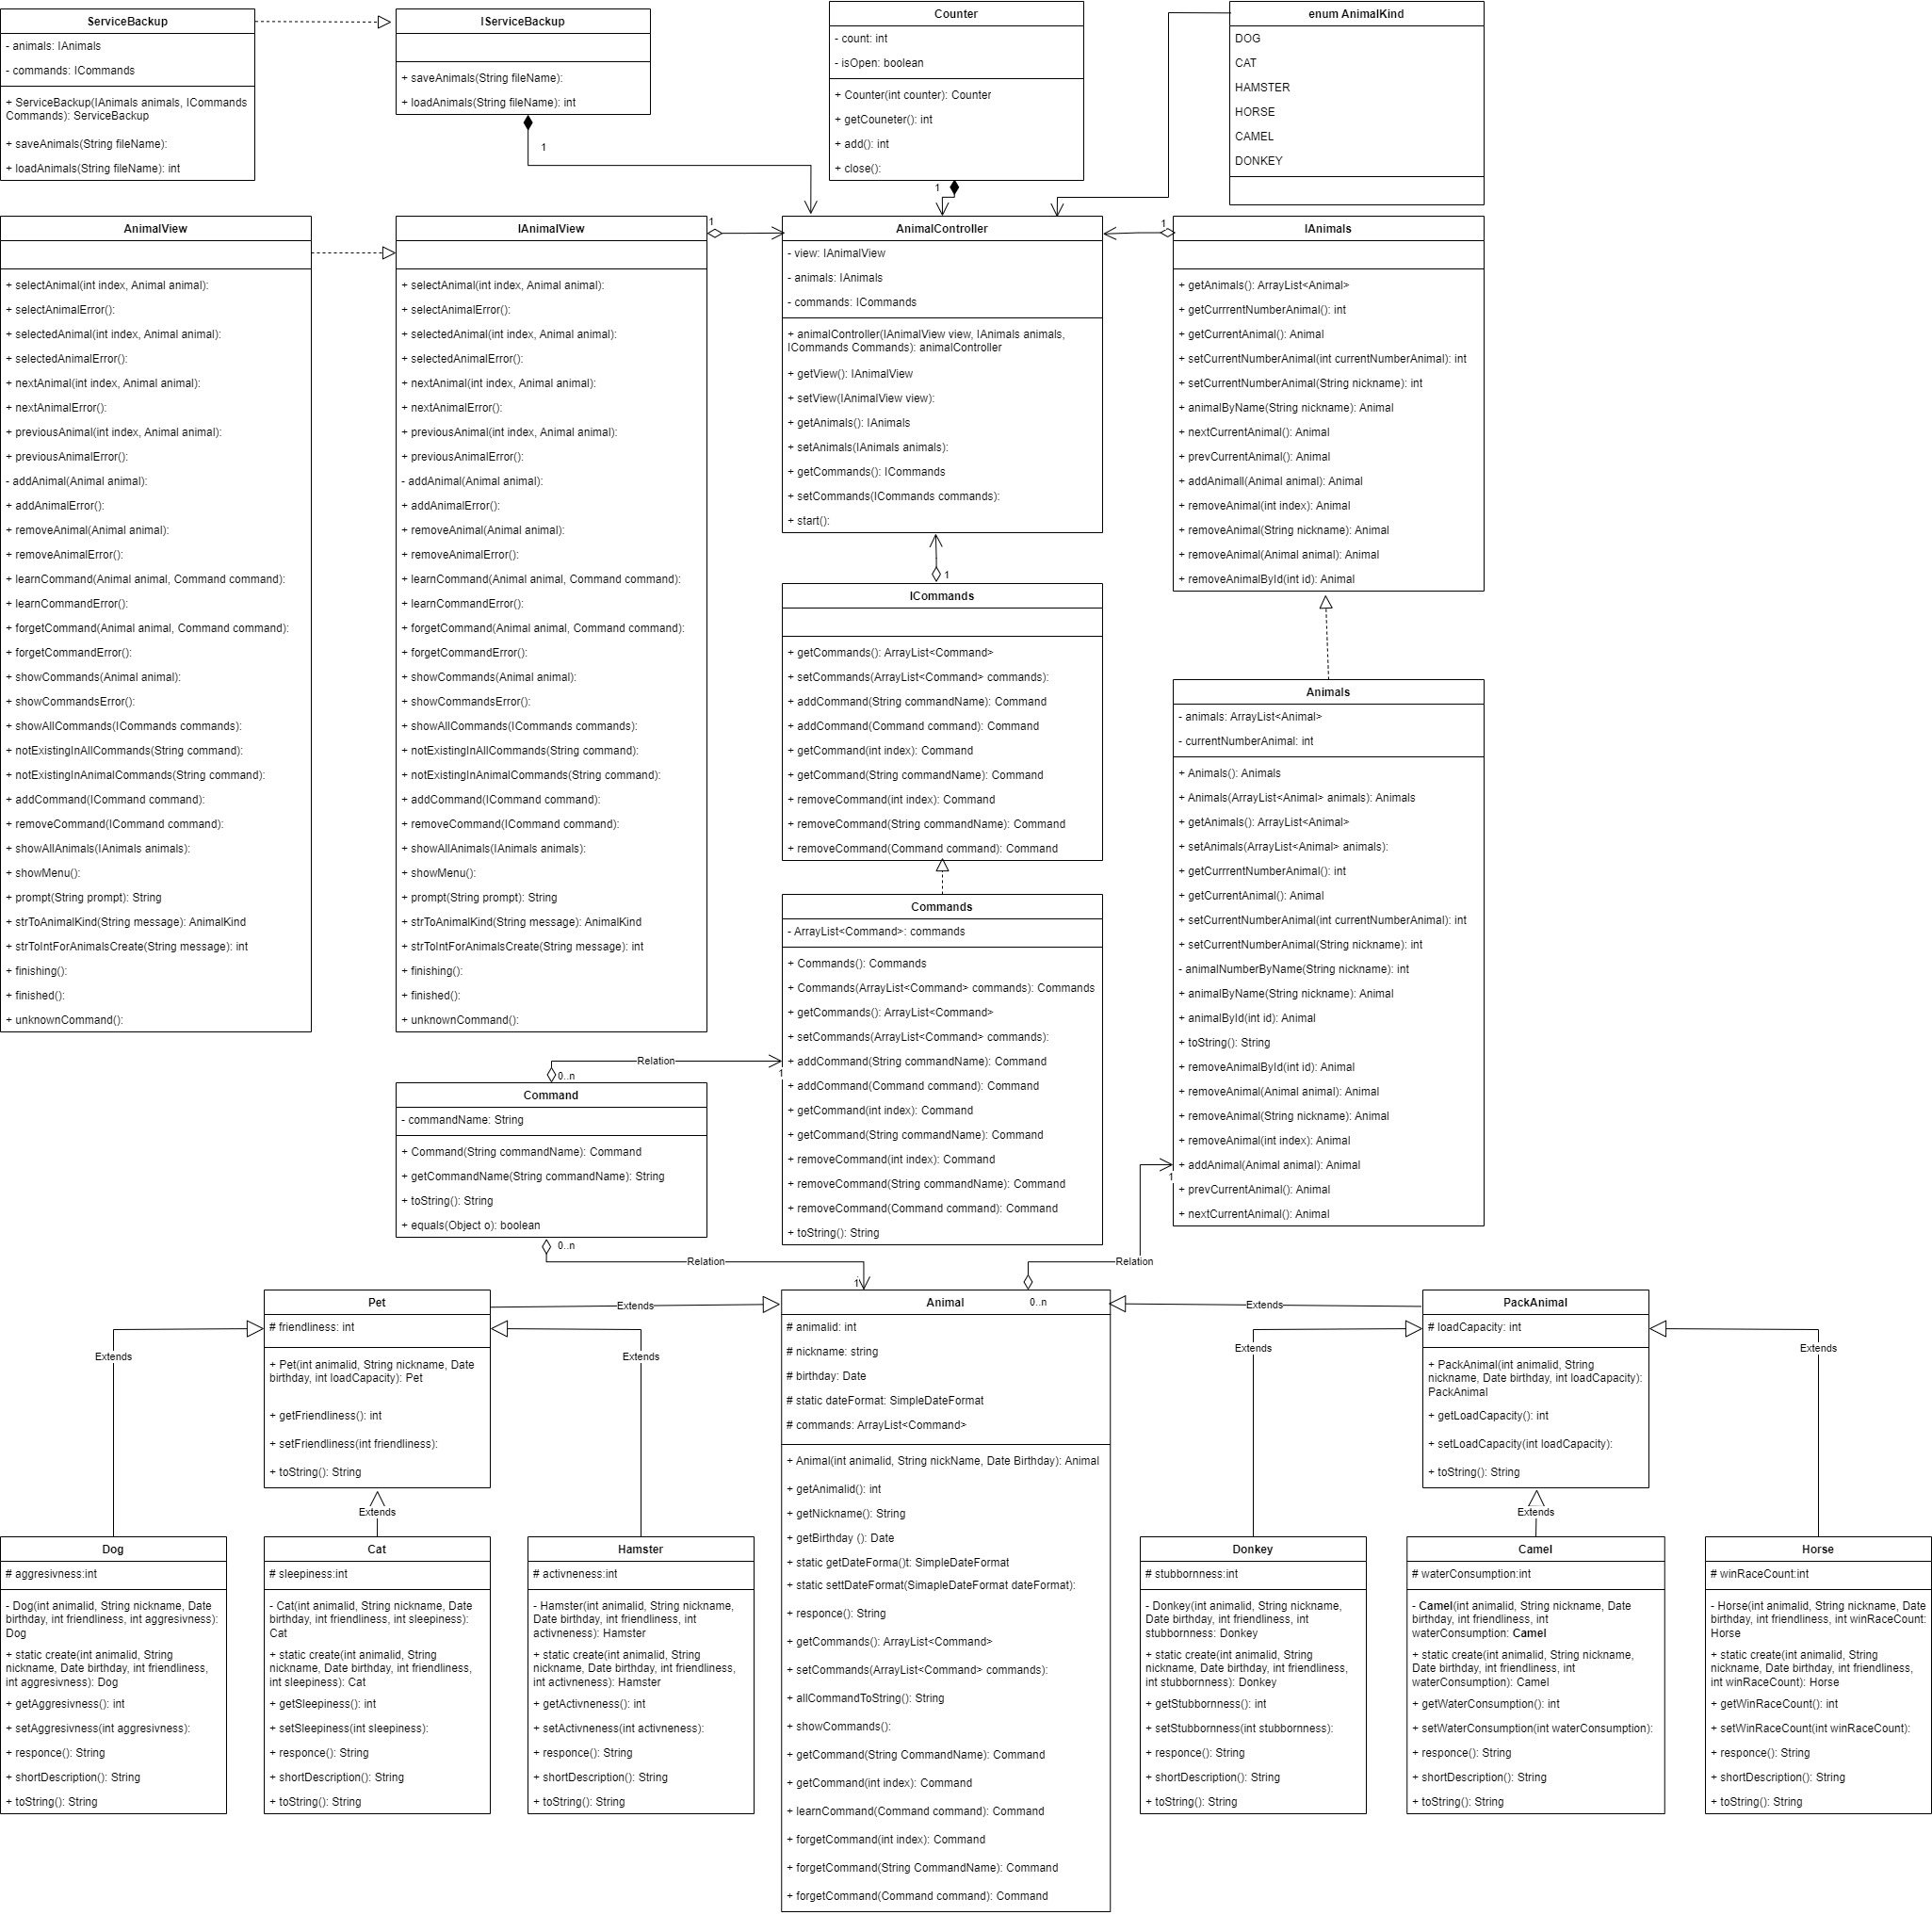 ServiceBackup
- animals: IAnimals
- commands: ICommands
+ ServiceBackup(IAnimals animals, ICommands
Commands): ServiceBackup
+ saveAnimals(String fileName):
+ loadAnimals(String fileName): int
IServiceBackup
+ saveAnimals(String fileName):
+ loadAnimals(String fileName): int
1
Counter
- count: int
- isOpen: boolean
+ Counter(int counter): Counter
+ getCouneter(): int
+ add(): int
+ close():
1
enum AnimalKind
DOG
CAT
HAMSTER
HORSE
CAMEL
DONKEY
AnimalView
+ selectAnimal(int index, Animal animal):
+ selectAnimalError():
+ selectedAnimal(int index, Animal animal):
+ selectedAnimalError():
+ nextAnimal(int index, Animal animal):
+ nextAnimalError():
+ previousAnimal(int index, Animal animal):
+ previousAnimalError():
- addAnimal(Animal animal):
+ addAnimalError():
+ removeAnimal(Animal animal):
+ removeAnimalError():
+ learnCommand(Animal animal, Command command):
+ learnCommandError():
+ forgetCommand(Animal animal, Command command):
+ forgetCommandError():
+ showCommands(Animal animal):
+ showCommandsError():
+ showAllCommands(ICommands commands):
+ notExistingInAllCommands(String command):
+ notExistingInAnimalCommands(String command):
+ addCommand(ICommand command):
+ removeCommand(ICommand command):
+ showAllAnimals(IAnimals animals):
+ showMenu():
+ prompt(String prompt): String
+ strToAnimalKind(String message): AnimalKind
+ strToIntForAnimalsCreate(String message): int
+ finishing():
+ finished():
+ unknownCommand():
IAnimalView
+ selectAnimal(int index, Animal animal):
+ selectAnimalError():
+ selectedAnimal(int index, Animal animal):
+ selectedAnimalError():
+ nextAnimal(int index, Animal animal):
+ nextAnimalError():
+ previousAnimal(int index, Animal animal):
+ previousAnimalError():
- addAnimal(Animal animal):
+ addAnimalError():
+ removeAnimal(Animal animal):
+ removeAnimalError():
+ learnCommand(Animal animal, Command command):
+ learnCommandError():
+ forgetCommand(Animal animal, Command command):
+ forgetCommandError():
+ showCommands(Animal animal):
+ showCommandsError():
+ showAllCommands(ICommands commands):
+ notExistingInAllCommands(String command):
+ notExistingInAnimalCommands(String command):
+ addCommand(ICommand command):
+ removeCommand(ICommand command):
+ showAllAnimals(IAnimals animals):
+ showMenu():
+ prompt(String prompt): String
+ strToAnimalKind(String message): AnimalKind
+ strToIntForAnimalsCreate(String message): int
+ finishing():
+ finished():
+ unknownCommand():
1
AnimalController
- view: IAnimalView
- animals: IAnimals
- commands: ICommands
+ animalController(IAnimalView view, IAnimals animals,
ICommands Commands): animalController
+ getView(): IAnimalView
+ setView(IAnimalView view):
+ getAnimals(): IAnimals
+ setAnimals(IAnimals animals):
+ getCommands(): ICommands
+ setCommands(ICommands commands):
+ start():
1
IAnimals
+ getAnimals(): ArrayList<Animal>
+ getCurrrentNumberAnimal(): int
+ getCurrentAnimal(): Animal
+ setCurrentNumberAnimal(int currentNumberAnimal): int
+ setCurrentNumberAnimal(String nickname): int
+ animalByName(String nickname): Animal
+ nextCurrentAnimal(): Animal
+ prevCurrentAnimal(): Animal
+ addAnimall(Animal animal): Animal
+ removeAnimal(int index): Animal
+ removeAnimal(String nickname): Animal
+ removeAnimal(Animal animal): Animal
+ removeAnimalById(int id): Animal
1
ICommands
+ getCommands(): ArrayList<Command>
+ setCommands(ArrayList<Command> commands):
+ addCommand(String commandName): Command
+ addCommand(Command command): Command
+ getCommand(int index): Command
+ getCommand(String commandName): Command
+ removeCommand(int index): Command
+ removeCommand(String commandName): Command
+ removeCommand(Command command): Command
Commands
- ArrayList<Command>: commands
+ Commands(): Commands
+ Commands(ArrayList<Command> commands): Commands
+ getCommands(): ArrayList<Command>
+ setCommands(ArrayList<Command> commands):
+ addCommand(String commandName): Command
+ addCommand(Command command): Command
+ getCommand(int index): Command
+ getCommand(String commandName): Command
+ removeCommand(int index): Command
+ removeCommand(String commandName): Command
+ removeCommand(Command command): Command
+ toString(): String
Animals
- animals: ArrayList<Animal>
- currentNumberAnimal: int
+ Animals(): Animals
+ Animals(ArrayList<Animal> animals): Animals
+ getAnimals(): ArrayList<Animal>
+ setAnimals(ArrayList<Animal> animals):
+ getCurrrentNumberAnimal(): int
+ getCurrentAnimal(): Animal
+ setCurrentNumberAnimal(int currentNumberAnimal): int
+ setCurrentNumberAnimal(String nickname): int
- animalNumberByName(String nickname): int
+ animalByName(String nickname): Animal
+ animalById(int id): Animal
+ toString(): String
+ removeAnimalById(int id): Animal
+ removeAnimal(Animal animal): Animal
+ removeAnimal(String nickname): Animal
+ removeAnimal(int index): Animal
+ addAnimal(Animal animal): Animal
+ prevCurrentAnimal(): Animal
+ nextCurrentAnimal(): Animal
Relation
0..n
1
Command
- commandName: String
+ Command(String commandName): Command
+ getCommandName(String commandName): String
+ toString(): String
+ equals(Object o): boolean
0..n
Relation
1
Relation
1
0..n
Pet
# friendliness: int
+ Pet(int animalid, String nickname, Date
birthday, int loadCapacity): Pet
+ getFriendliness(): int
+ setFriendliness(int friendliness):
+ toString(): String
Extends
Extends
Extends
Extends
Animal
# animalid: int
# nickname: string
# birthday: Date
# static dateFormat: SimpleDateFormat
# commands: ArrayList<Command>
+ Animal(int animalid, String nickName, Date Birthday): Animal
+ getAnimalid(): int
+ getNickname(): String
+ getBirthday (): Date
+ static getDateForma()t: SimpleDateFormat
+ static settDateFormat(SimapleDateFormat dateFormat):
+ responce(): String
+ getCommands(): ArrayList<Command>
+ setCommands(ArrayList<Command> commands):
+ allCommandToString(): String
+ showCommands():
+ getCommand(String CommandName): Command
+ getCommand(int index): Command
+ learnCommand(Command command): Command
+ forgetCommand(int index): Command
+ forgetCommand(String CommandName): Command
+ forgetCommand(Command command): Command
Extends
PackAnimal
# loadCapacity: int
+ PackAnimal(int animalid, String
nickname, Date birthday, int loadCapacity):
PackAnimal
+ getLoadCapacity(): int
+ setLoadCapacity(int loadCapacity):
+ toString(): String
Extends
Extends
Extends
Dog
# aggresivness:int
- Dog(int animalid, String nickname, Date
birthday, int friendliness, int aggresivness):
Dog
+ static create(int animalid, String
nickname, Date birthday, int friendliness,
int aggresivness): Dog
+ getAggresivness(): int
+ setAggresivness(int aggresivness):
+ responce(): String
+ shortDescription(): String
+ toString(): String
Cat
# sleepiness:int
- Cat(int animalid, String nickname, Date
birthday, int friendliness, int sleepiness):
Cat
+ static create(int animalid, String
nickname, Date birthday, int friendliness,
int sleepiness): Cat
+ getSleepiness(): int
+ setSleepiness(int sleepiness):
+ responce(): String
+ shortDescription(): String
+ toString(): String
Hamster
# activneness:int
- Hamster(int animalid, String nickname,
Date birthday, int friendliness, int
activneness): Hamster
+ static create(int animalid, String
nickname, Date birthday, int friendliness,
int activneness): Hamster
+ getActivneness(): int
+ setActivneness(int activneness):
+ responce(): String
+ shortDescription(): String
+ toString(): String
Donkey
# stubbornness:int
- Donkey(int animalid, String nickname,
Date birthday, int friendliness, int
stubbornness: Donkey
+ static create(int animalid, String
nickname, Date birthday, int friendliness,
int stubbornness): Donkey
+ getStubbornness(): int
+ setStubbornness(int stubbornness):
+ responce(): String
+ shortDescription(): String
+ toString(): String
Camel
# waterConsumption:int
- Camel(int animalid, String nickname, Date
birthday, int friendliness, int
waterConsumption: Camel
+ static create(int animalid, String nickname,
Date birthday, int friendliness, int
waterConsumption): Camel
+ getWaterConsumption(): int
+ setWaterConsumption(int waterConsumption):
+ responce(): String
+ shortDescription(): String
+ toString(): String
Horse
# winRaceCount:int
- Horse(int animalid, String nickname, Date
birthday, int friendliness, int winRaceCount:
Horse
+ static create(int animalid, String
nickname, Date birthday, int friendliness,
int winRaceCount): Horse
+ getWinRaceCount(): int
+ setWinRaceCount(int winRaceCount):
+ responce(): String
+ shortDescription(): String
+ toString(): String